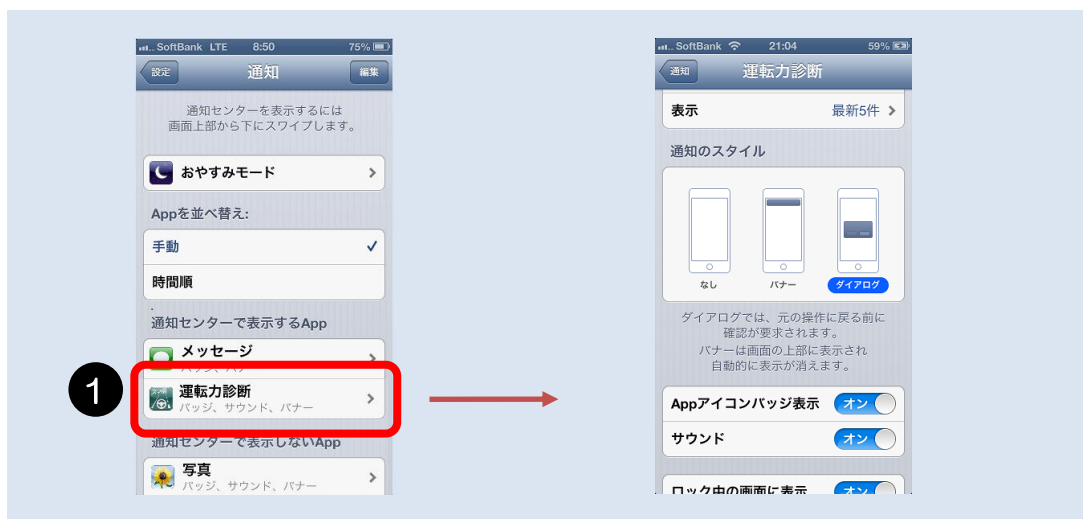 SoftBank LTE 8:50 75%
設定 通知 編集
通知センターを表示するには
画面上部から下にスワイプします。
おやすみモード
Appを並べ替え:
手動
時間順
通知センターで表示するApp
メッセージ
1
運転力診断
バッジ、サウンド、バナー
通知センターで表示しないApp
写真
バッジ、サウンド、バナー
SoftBank 21:04 59%
通知 運転力診断
表示 最新5件
通知のスタイル
なし バナー ダイアログ
ダイアログでは、元の操作に戻る前に
確認が要求されます。
バナーは画面の上部に表示され
自動的に表示が消えます。
Appアイコンバッジ表示 オン
サウンド オン
ロック中の画面に表示 オン